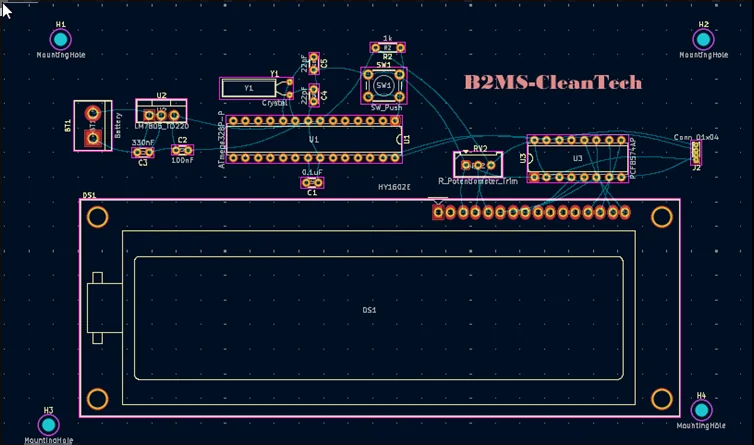 H1
MountingHole
H2
MountingHole
1k
R2
R2
SW1
SW1
SW_Push
22pF
C5
22pF
C4
Y1
Y1
Crystal
B2MS-CleanTech
U2
LM7805_TO220
BT1
Battery
330nF
C3
C2
100nF
ATmega328P-P
U1
U1
0.1uF
C1
RV2
R_Potentiometer_Trim
U3
U3
PCF8574AP
Conn_01x04
J2
HY1602E
DS1
DS1
H3
MountingHole
H4
MountingHole